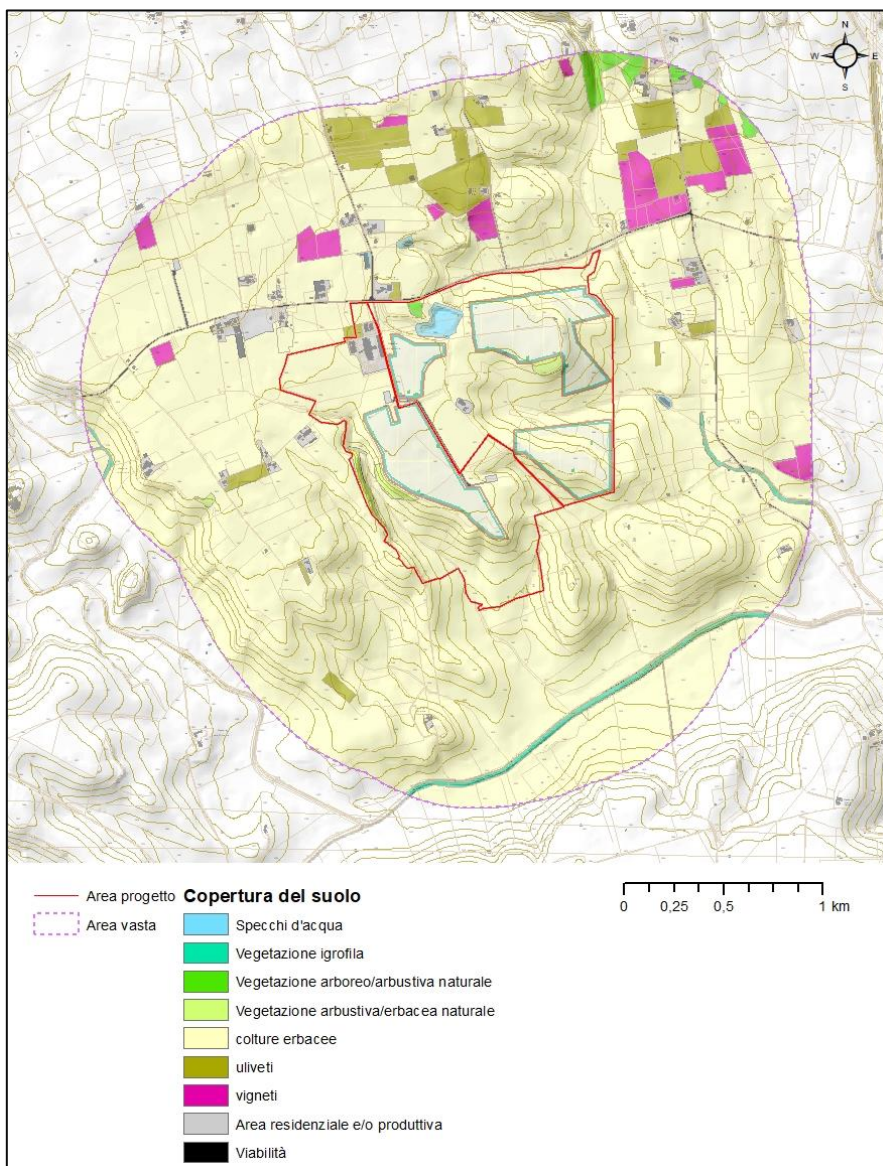 N
W E
S
Area progetto
Area vasta
Copertura del suolo
Specchi d'acqua
Vegetazione igrofila
Vegetazione arboreo/arbustiva naturale
Vegetazione arbustiva/erbacea naturale
colture erbacee
uliveti
vigneti
Area residenziale e/o produttiva
Viabilità
0 0,25 0,5 1 km